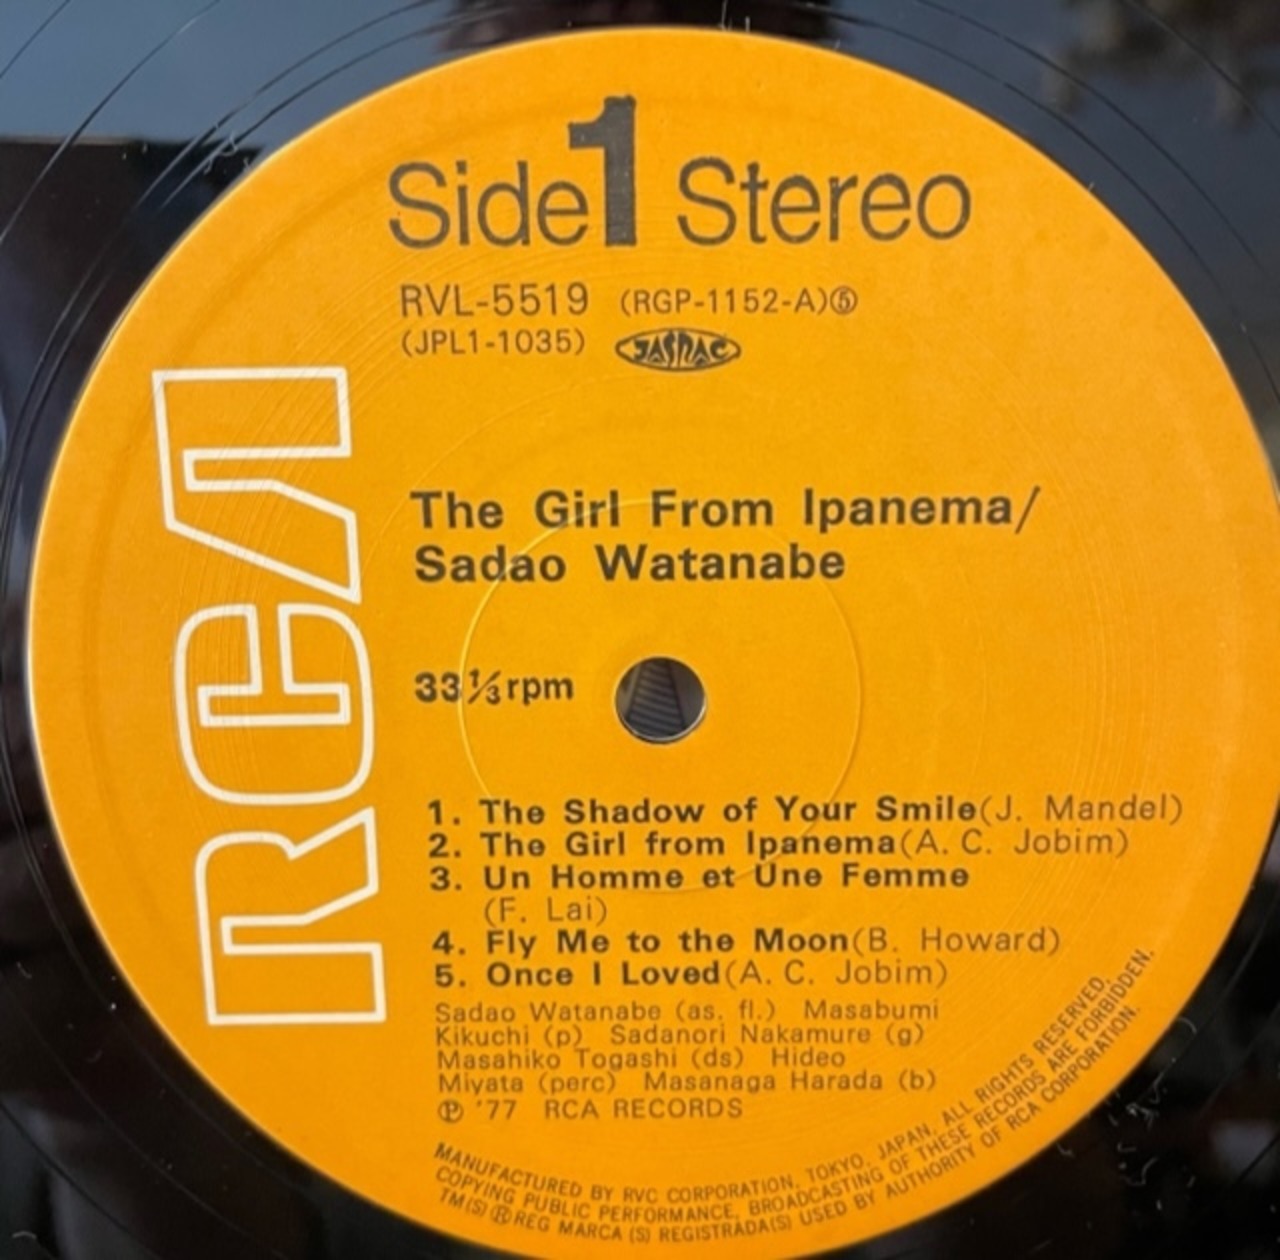 Side 1 Stereo
RVL-5519 (RGP-1152-A)⑤
(JPL1-1035) JASRAC
RCA
The Girl From Ipanema/
Sadao Watanabe
33⅓rpm
1. The Shadow of Your Smile(J. Mandel)
2. The Girl from Ipanema(A. C. Jobim)
3. Un Homme et Une Femme
(F. Lai)
4. Fly Me to the Moon(B. Howard)
5. Once I Loved(A. C. Jobim)
Sadao Watanabe (as. fl.) Masabumi
Kikuchi (p) Sadanori Nakamure (g)
Masahiko Togashi (ds) Hideo
Miyata (perc) Masanaga Harada (b)
℗ '77 RCA RECORDS
MANUFACTURED BY RVC CORPORATION, TOKYO, JAPAN. ALL RIGHTS RESERVED.
COPYING PUBLIC PERFORMANCE, BROADCASTING OF THESE RECORDS ARE FORBIDDEN.
TM(S) ® REG MARCA (S) REGISTRADA(S) USED BY AUTHORITY OF RCA CORPORATION.